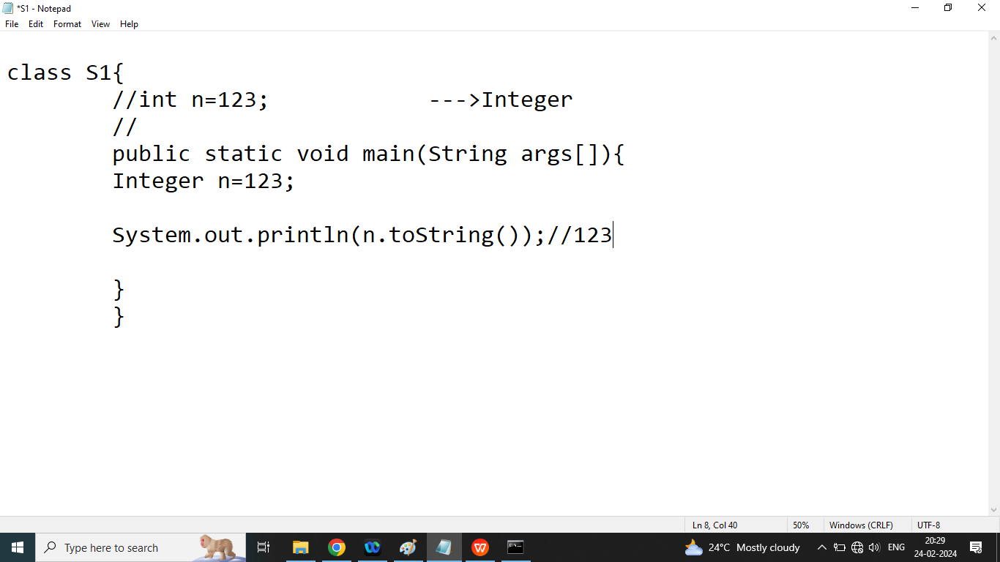 *S1 - Notepad
File Edit Format View Help
class S1{
//int n=123; --->Integer
//
public static void main(String args[]){
Integer n=123;
System.out.println(n.toString());//123
}
}
Ln 8, Col 40 50% Windows (CRLF) UTF-8
Type here to search
24°C Mostly cloudy
ENG
20:29
24-02-2024